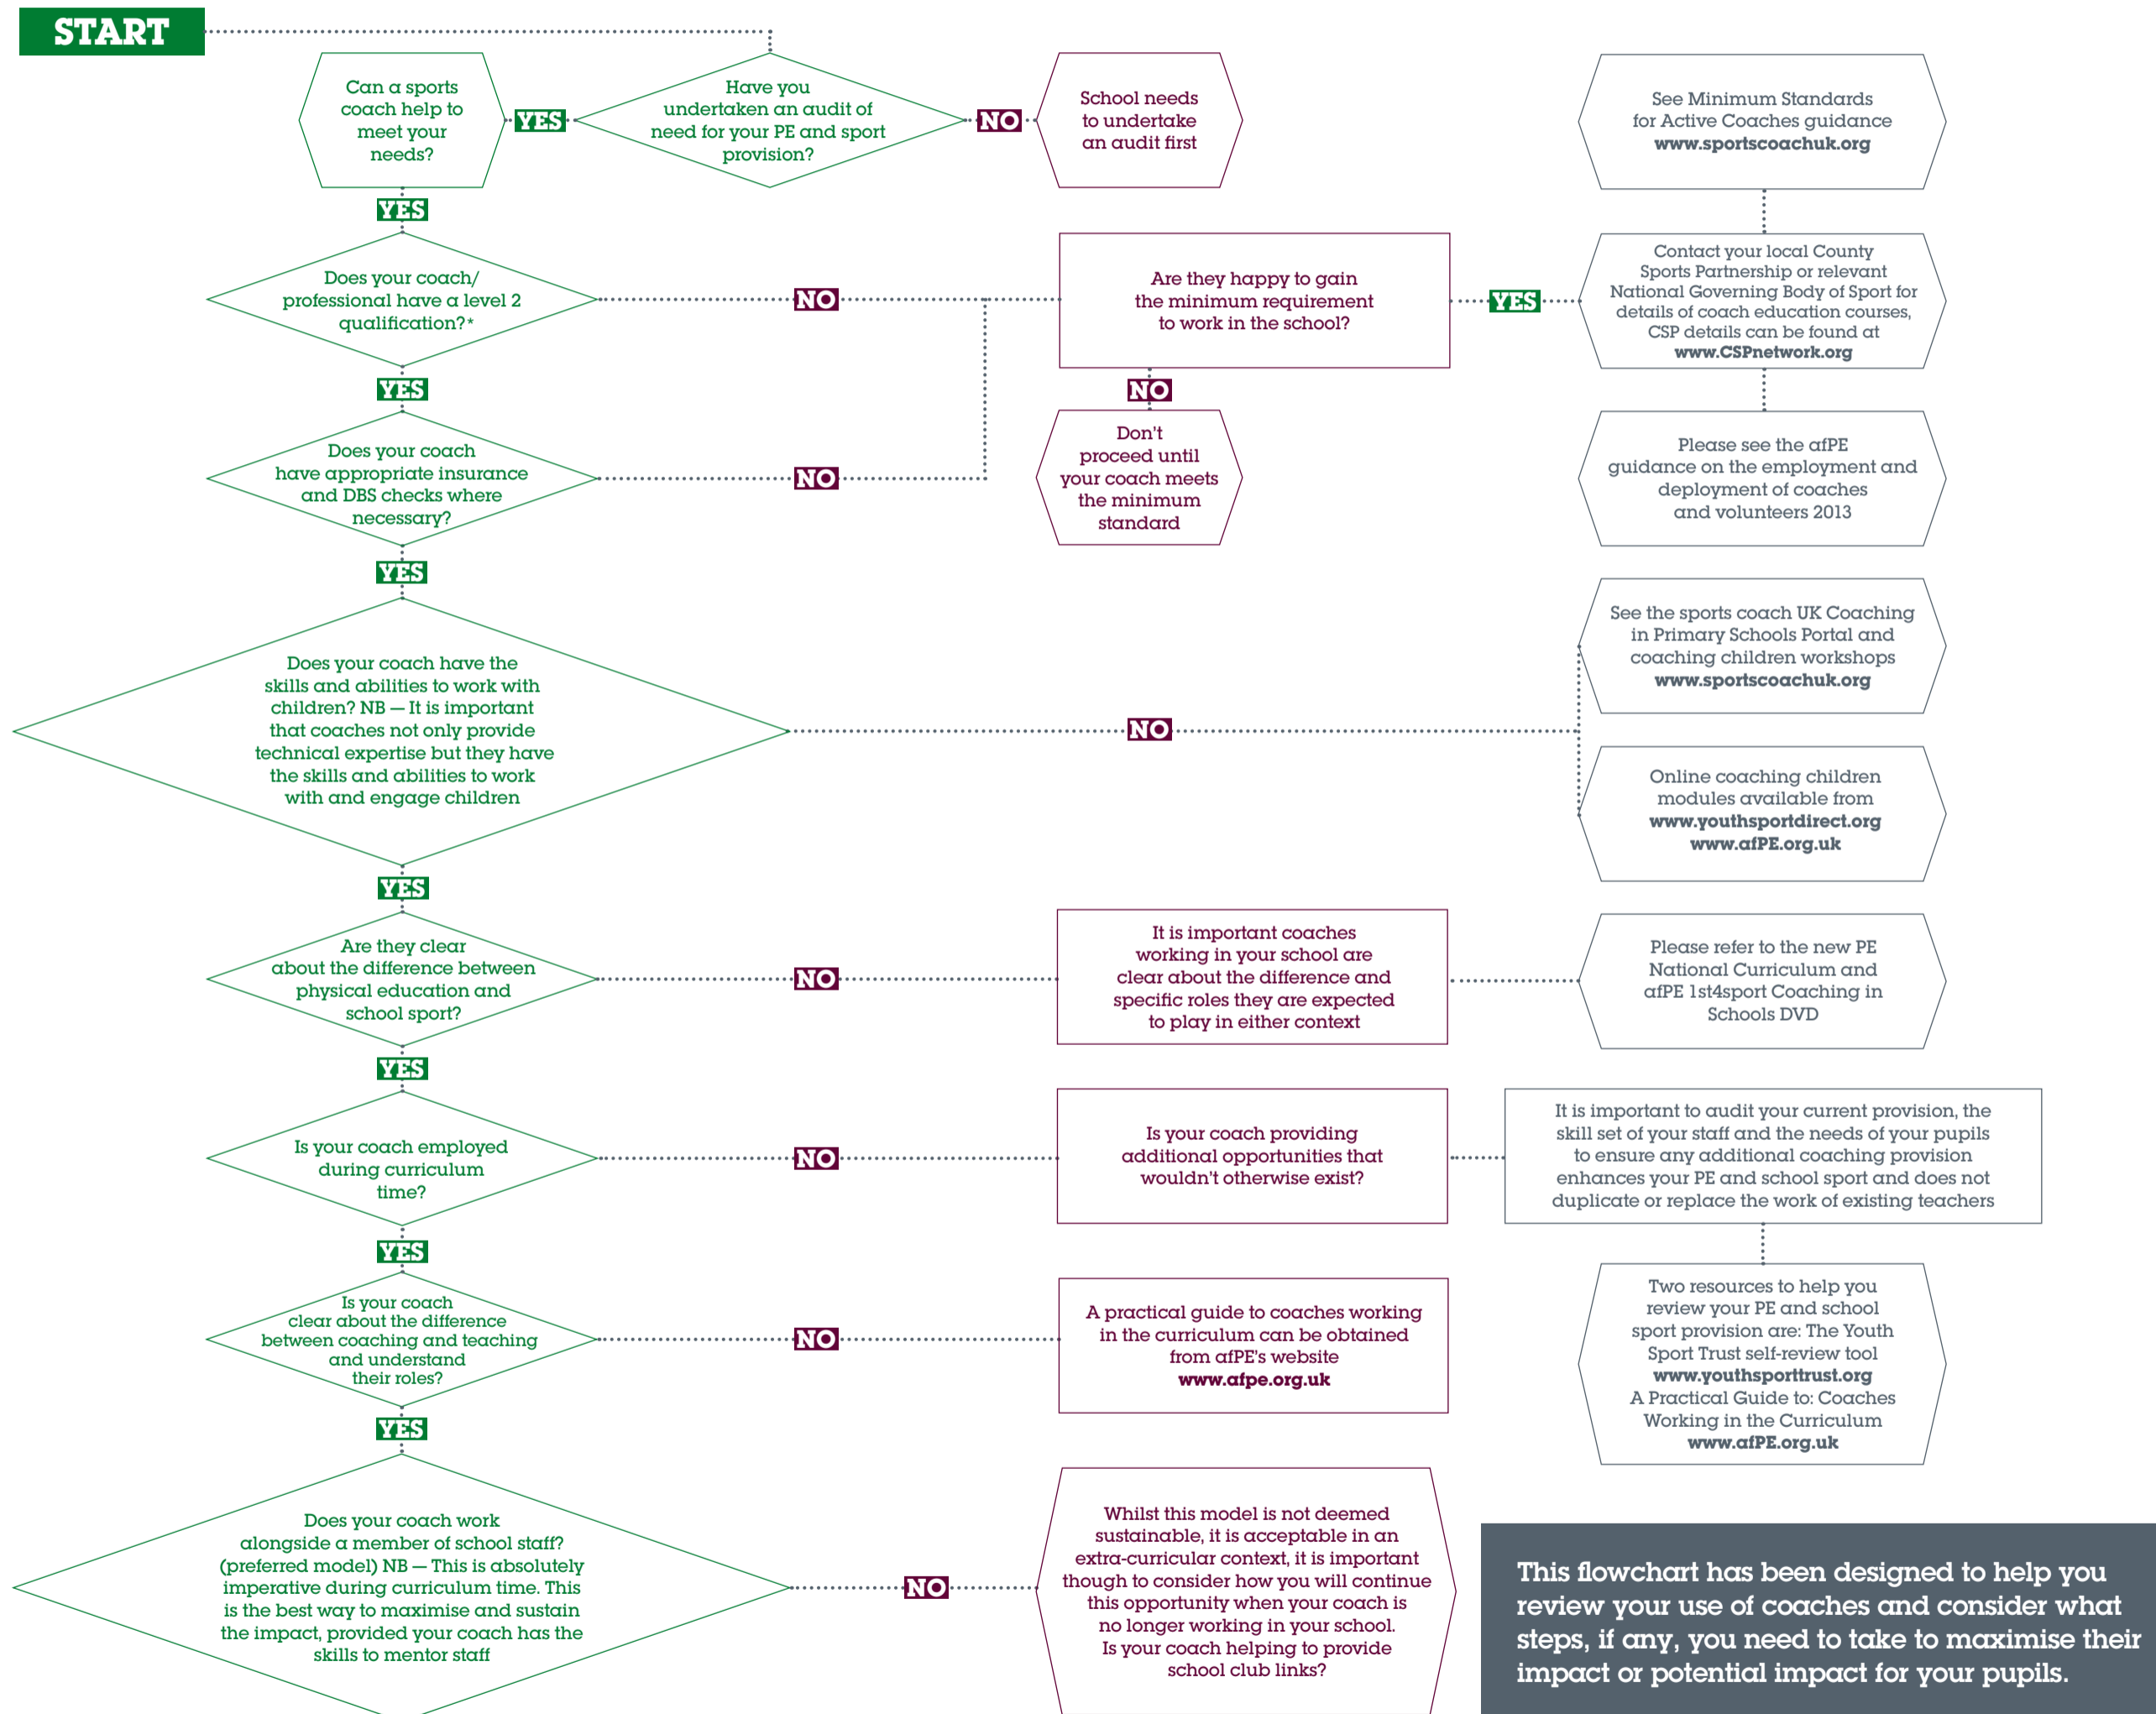 START
Can a sports
coach help to
meet your
needs?
YES
Have you
undertaken an audit of
need for your PE and sport
provision?
NO
School needs
to undertake
an audit first
See Minimum Standards
for Active Coaches guidance
www.sportscoachuk.org
YES
Does your coach/
professional have a level 2
qualification?*
NO
Are they happy to gain
the minimum requirement
to work in the school?
YES
Contact your local County
Sports Partnership or relevant
National Governing Body of Sport for
details of coach education courses,
CSP details can be found at
www.CSPnetwork.org
YES
NO
Does your coach
have appropriate insurance
and DBS checks where
necessary?
NO
Don't
proceed until
your coach meets
the minimum
standard
Please see the afPE
guidance on the employment and
deployment of coaches
and volunteers 2013
YES
Does your coach have the
skills and abilities to work with
children? NB — It is important
that coaches not only provide
technical expertise but they have
the skills and abilities to work
with and engage children
NO
See the sports coach UK Coaching
in Primary Schools Portal and
coaching children workshops
www.sportscoachuk.org
Online coaching children
modules available from
www.youthsportdirect.org
www.afPE.org.uk
YES
Are they clear
about the difference between
physical education and
school sport?
NO
It is important coaches
working in your school are
clear about the difference and
specific roles they are expected
to play in either context
Please refer to the new PE
National Curriculum and
afPE 1st4sport Coaching in
Schools DVD
YES
Is your coach employed
during curriculum
time?
NO
Is your coach providing
additional opportunities that
wouldn't otherwise exist?
It is important to audit your current provision, the
skill set of your staff and the needs of your pupils
to ensure any additional coaching provision
enhances your PE and school sport and does not
duplicate or replace the work of existing teachers
YES
Is your coach
clear about the difference
between coaching and teaching
and understand
their roles?
NO
A practical guide to coaches working
in the curriculum can be obtained
from afPE's website
www.afpe.org.uk
Two resources to help you
review your PE and school
sport provision are: The Youth
Sport Trust self-review tool
www.youthsporttrust.org
A Practical Guide to: Coaches
Working in the Curriculum
www.afPE.org.uk
YES
Does your coach work
alongside a member of school staff?
(preferred model) NB — This is absolutely
imperative during curriculum time. This
is the best way to maximise and sustain
the impact, provided your coach has the
skills to mentor staff
NO
Whilst this model is not deemed
sustainable, it is acceptable in an
extra-curricular context, it is important
though to consider how you will continue
this opportunity when your coach is
no longer working in your school.
Is your coach helping to provide
school club links?
This flowchart has been designed to help you
review your use of coaches and consider what
steps, if any, you need to take to maximise their
impact or potential impact for your pupils.